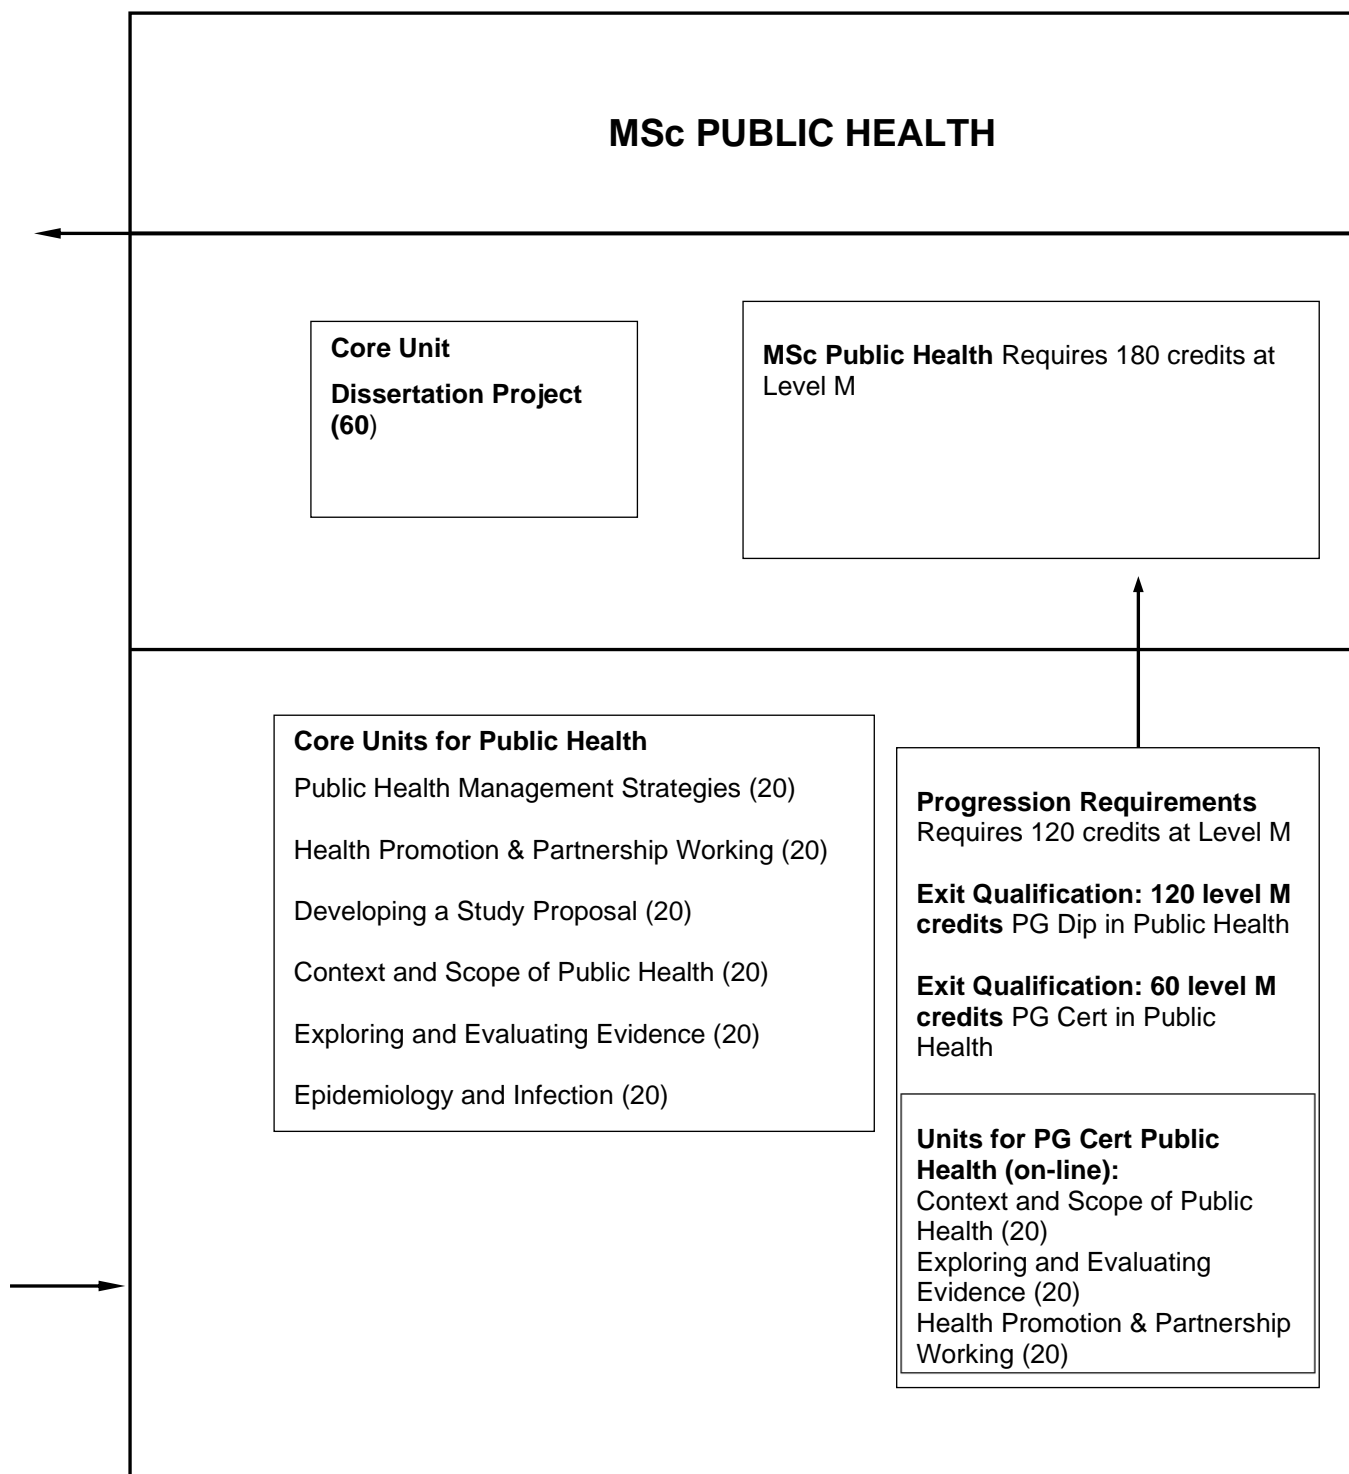 MSc PUBLIC HEALTH
Core Unit
Dissertation Project
(60)
MSc Public Health Requires 180 credits at
Level M
Core Units for Public Health
Public Health Management Strategies (20)
Health Promotion & Partnership Working (20)
Developing a Study Proposal (20)
Context and Scope of Public Health (20)
Exploring and Evaluating Evidence (20)
Epidemiology and Infection (20)
Progression Requirements
Requires 120 credits at Level M
Exit Qualification: 120 level M
credits PG Dip in Public Health
Exit Qualification: 60 level M
credits PG Cert in Public
Health
Units for PG Cert Public
Health (on-line):
Context and Scope of Public
Health (20)
Exploring and Evaluating
Evidence (20)
Health Promotion & Partnership
Working (20)